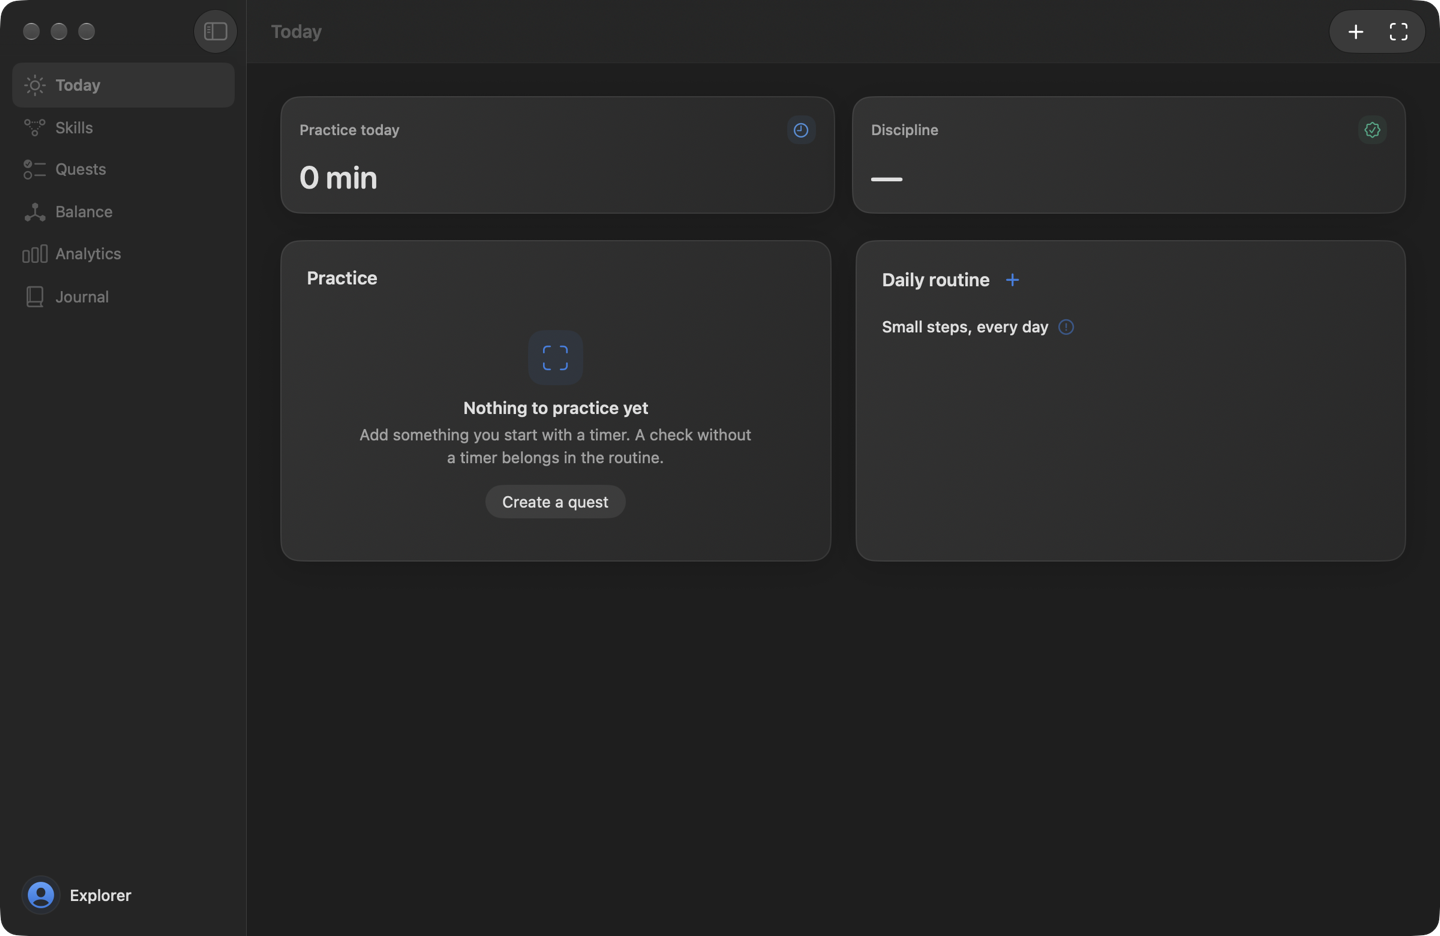 Today
Today
Skills
Quests
Balance
Analytics
Journal
Explorer
Practice today
0 min
Discipline
—
Practice
Nothing to practice yet
Add something you start with a timer. A check without
a timer belongs in the routine.
Create a quest
Daily routine
Small steps, every day